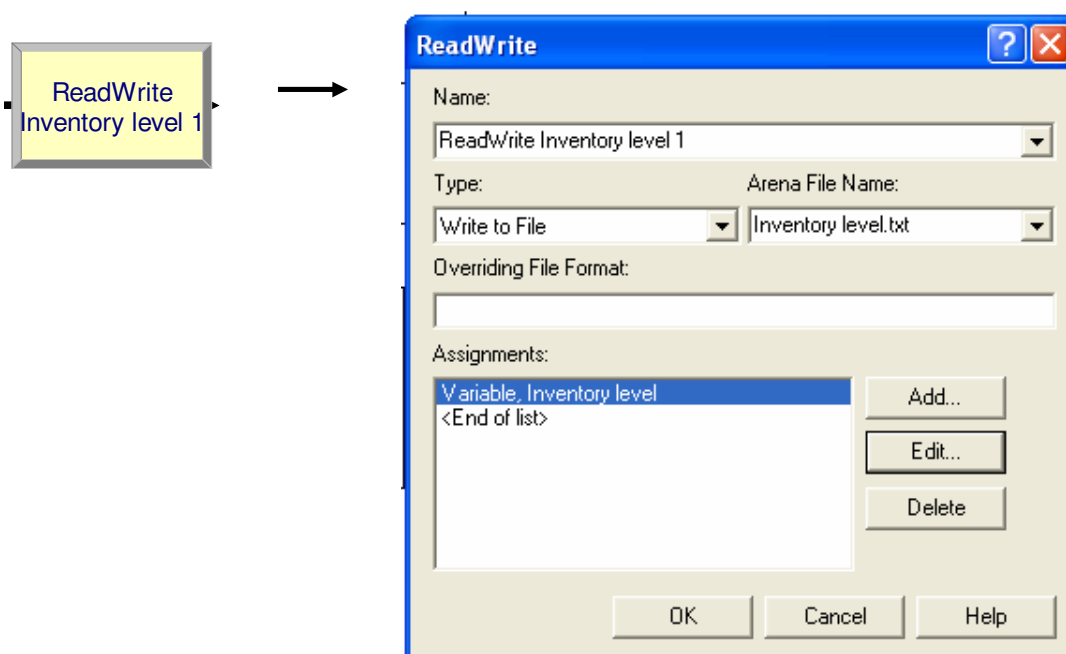 ReadWrite
Inventory level 1
ReadWrite
Name:
ReadWrite Inventory level 1
Type: Arena File Name:
Write to File Inventory level.txt
Overriding File Format:
Assignments:
Variable, Inventory level
<End of list>
Add...
Edit...
Delete
OK Cancel Help